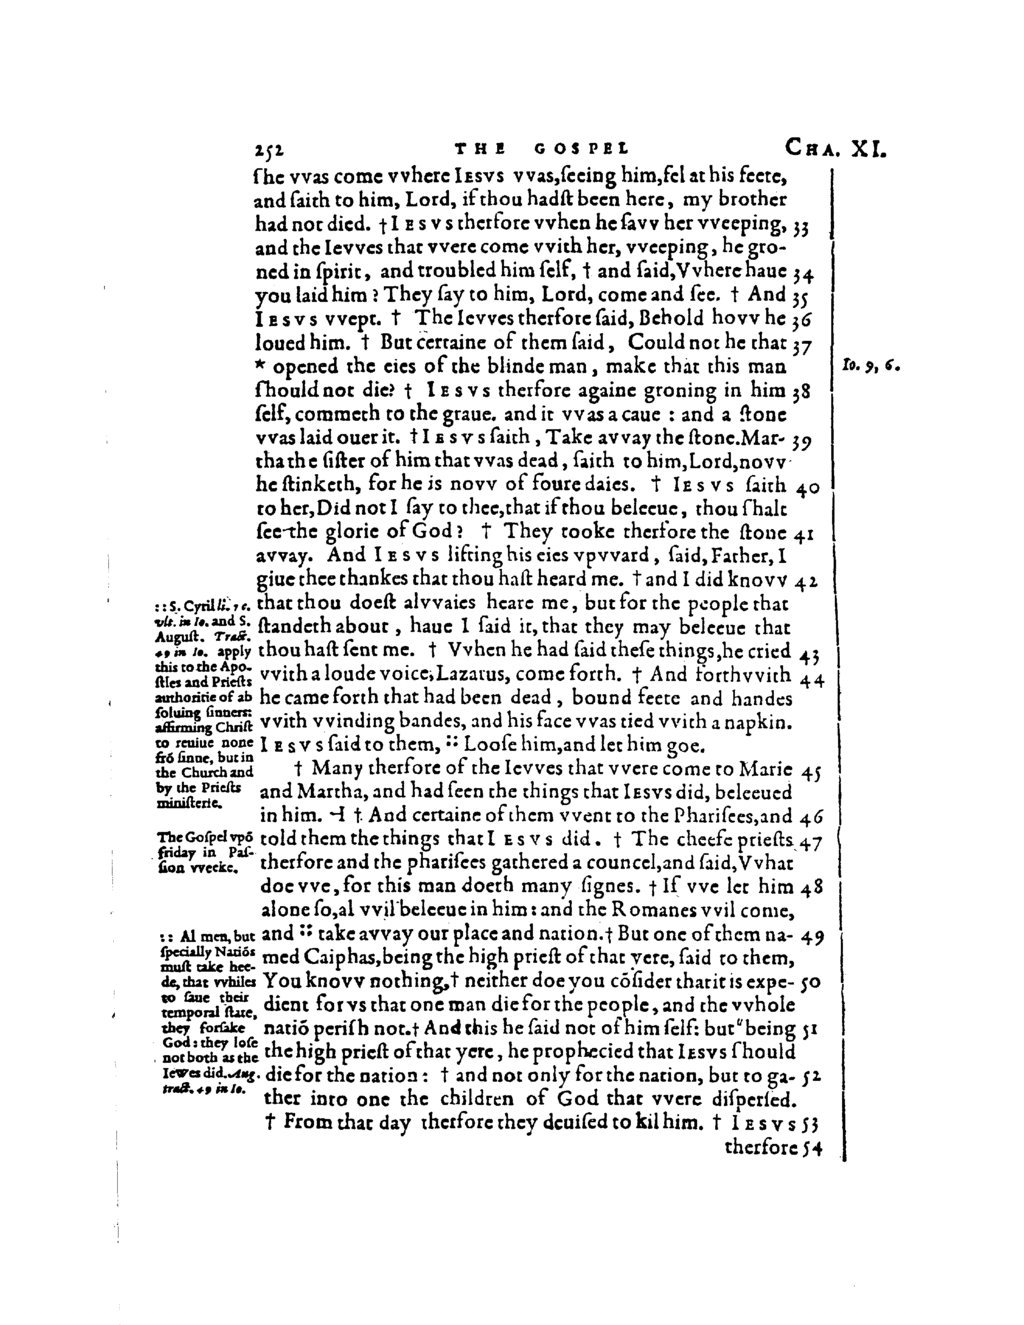 252 THE GOSPEL CHA. XI.
ſhe vvas come vvhere IESVS vvas,ſeeing him,fel at his feete,
and ſaith to him, Lord, if thou hadſt been here, my brother
had not died. †IESVS therfore vvhen he ſavv her vveeping, 33
and the Ievves that vvere come vvith her, vveeping, he gro-
ned in ſpirit, and troubled him ſelf, † and ſaid,Vvhere haue 34
you laid him? They ſay to him, Lord, come and ſee. † And 35
IESVS vvept. † The Ievves therfore ſaid, Behold hovv he 36
loued him. † But certaine of them ſaid, Could not he that 37
* opened the eies of the blinde man, make that this man
Io. 9, 6.
ſhould not die? † IESVS therfore againe groning in him 38
ſelf, commeth to the graue. and it vvas a caue : and a ſtone
vvas laid ouer it. †IESVS ſaith, Take avvay the ſtone.Mar- 39
tha the ſiſter of him that vvas dead, ſaith to him,Lord,novv
he ſtinketh, for he is novv of foure daies. † IESVS ſaith 40
to her,Did not I ſay to thee,that if thou beleeue, thou ſhalt
ſee the glorie of God? † They tooke therfore the ſtone 41
avvay. And IESVS lifting his eies vpvvard, ſaid, Father, I
giue thee thankes that thou haſt heard me. † and I did knovv 42
that thou doeſt alvvaies heare me, but for the people that
ſtandeth about, haue I ſaid it, that they may beleeue that
thou haſt ſent me. † Vvhen he had ſaid theſe things,he cried 43
vvith a loude voice, Lazarus, come forth. † And forthvvith 44
he came forth that had been dead, bound feete and handes
vvith vvinding bandes, and his face vvas tied vvith a napkin.
IESVS ſaid to them, :: Looſe him,and let him goe.
† Many therfore of the Ievves that vvere come to Marie 45
and Martha, and had ſeen the things that IESVS did, beleeued
in him. ⊣ † And certaine of them vvent to the Phariſees,and 46
told them the things that IESVS did. † The cheefe prieſts 47
therfore and the phariſees gathered a councel,and ſaid,Vvhat
doe vve, for this man doeth many ſignes. † If vve let him 48
alone ſo,al vvil beleeue in him: and the Romanes vvil come,
and :: take avvay our place and nation.† But one of them na- 49
med Caiphas,being the high prieſt of that yere, ſaid to them,
You knovv nothing,† neither doe you cõſider that it is expe- 50
dient for vs that one man die for the people, and the vvhole
natiõ periſh not.† And this he ſaid not of him ſelf: but "being 51
the high prieſt of that yere, he prophecied that IESVS ſhould
die for the nation: † and not only for the nation, but to ga- 52
ther into one the children of God that vvere diſperſed.
† From that day therfore they deuiſed to kil him. † IESVS 53
therfore 54
:: S. Cyril li. 7 c.
vlt. in Io. and S.
Auguſt. Tract.
49 in Io. apply
this to the Apo-
ſtles and Prieſts
authoritie of ab
ſoluing ſinners:
affirming Chriſt
to reuiue none
frõ ſinne, but in
the Church and
by the Prieſts
miniſterie.
The Goſpel vpõ
friday in Paſ-
ſion vveeke.
:: Al men, but
ſpecially Natiõs
muſt take hee-
de, that vvhiles
to ſaue their
temporal ſtate,
they forſake
God: they loſe
not both as the
Iewes did. Aug.
tract. 49 in Io.